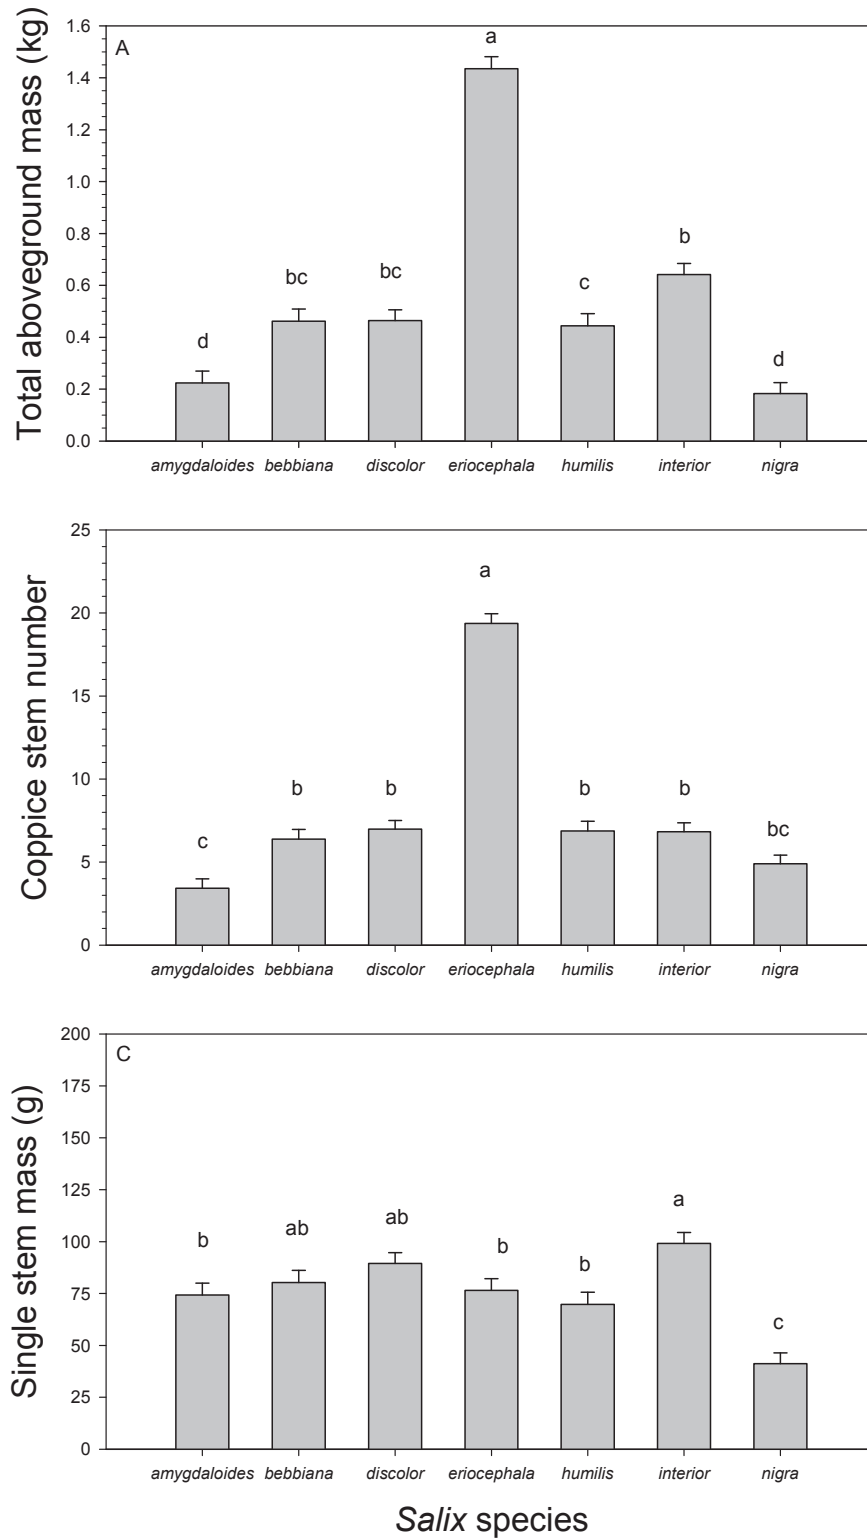 Total aboveground mass (kg)
A
1.6
1.4
1.2
1.0
0.8
0.6
0.4
0.2
0.0
d
bc
bc
a
c
b
d
amygdaloides bebbiana discolor eriocephala humilis interior nigra
Coppice stem number
25
20
15
10
5
0
c
b
b
a
b
b
bc
amygdaloides bebbiana discolor eriocephala humilis interior nigra
Single stem mass (g)
C
200
175
150
125
100
75
50
25
0
b
ab
ab
b
b
a
c
amygdaloides bebbiana discolor eriocephala humilis interior nigra
Salix species